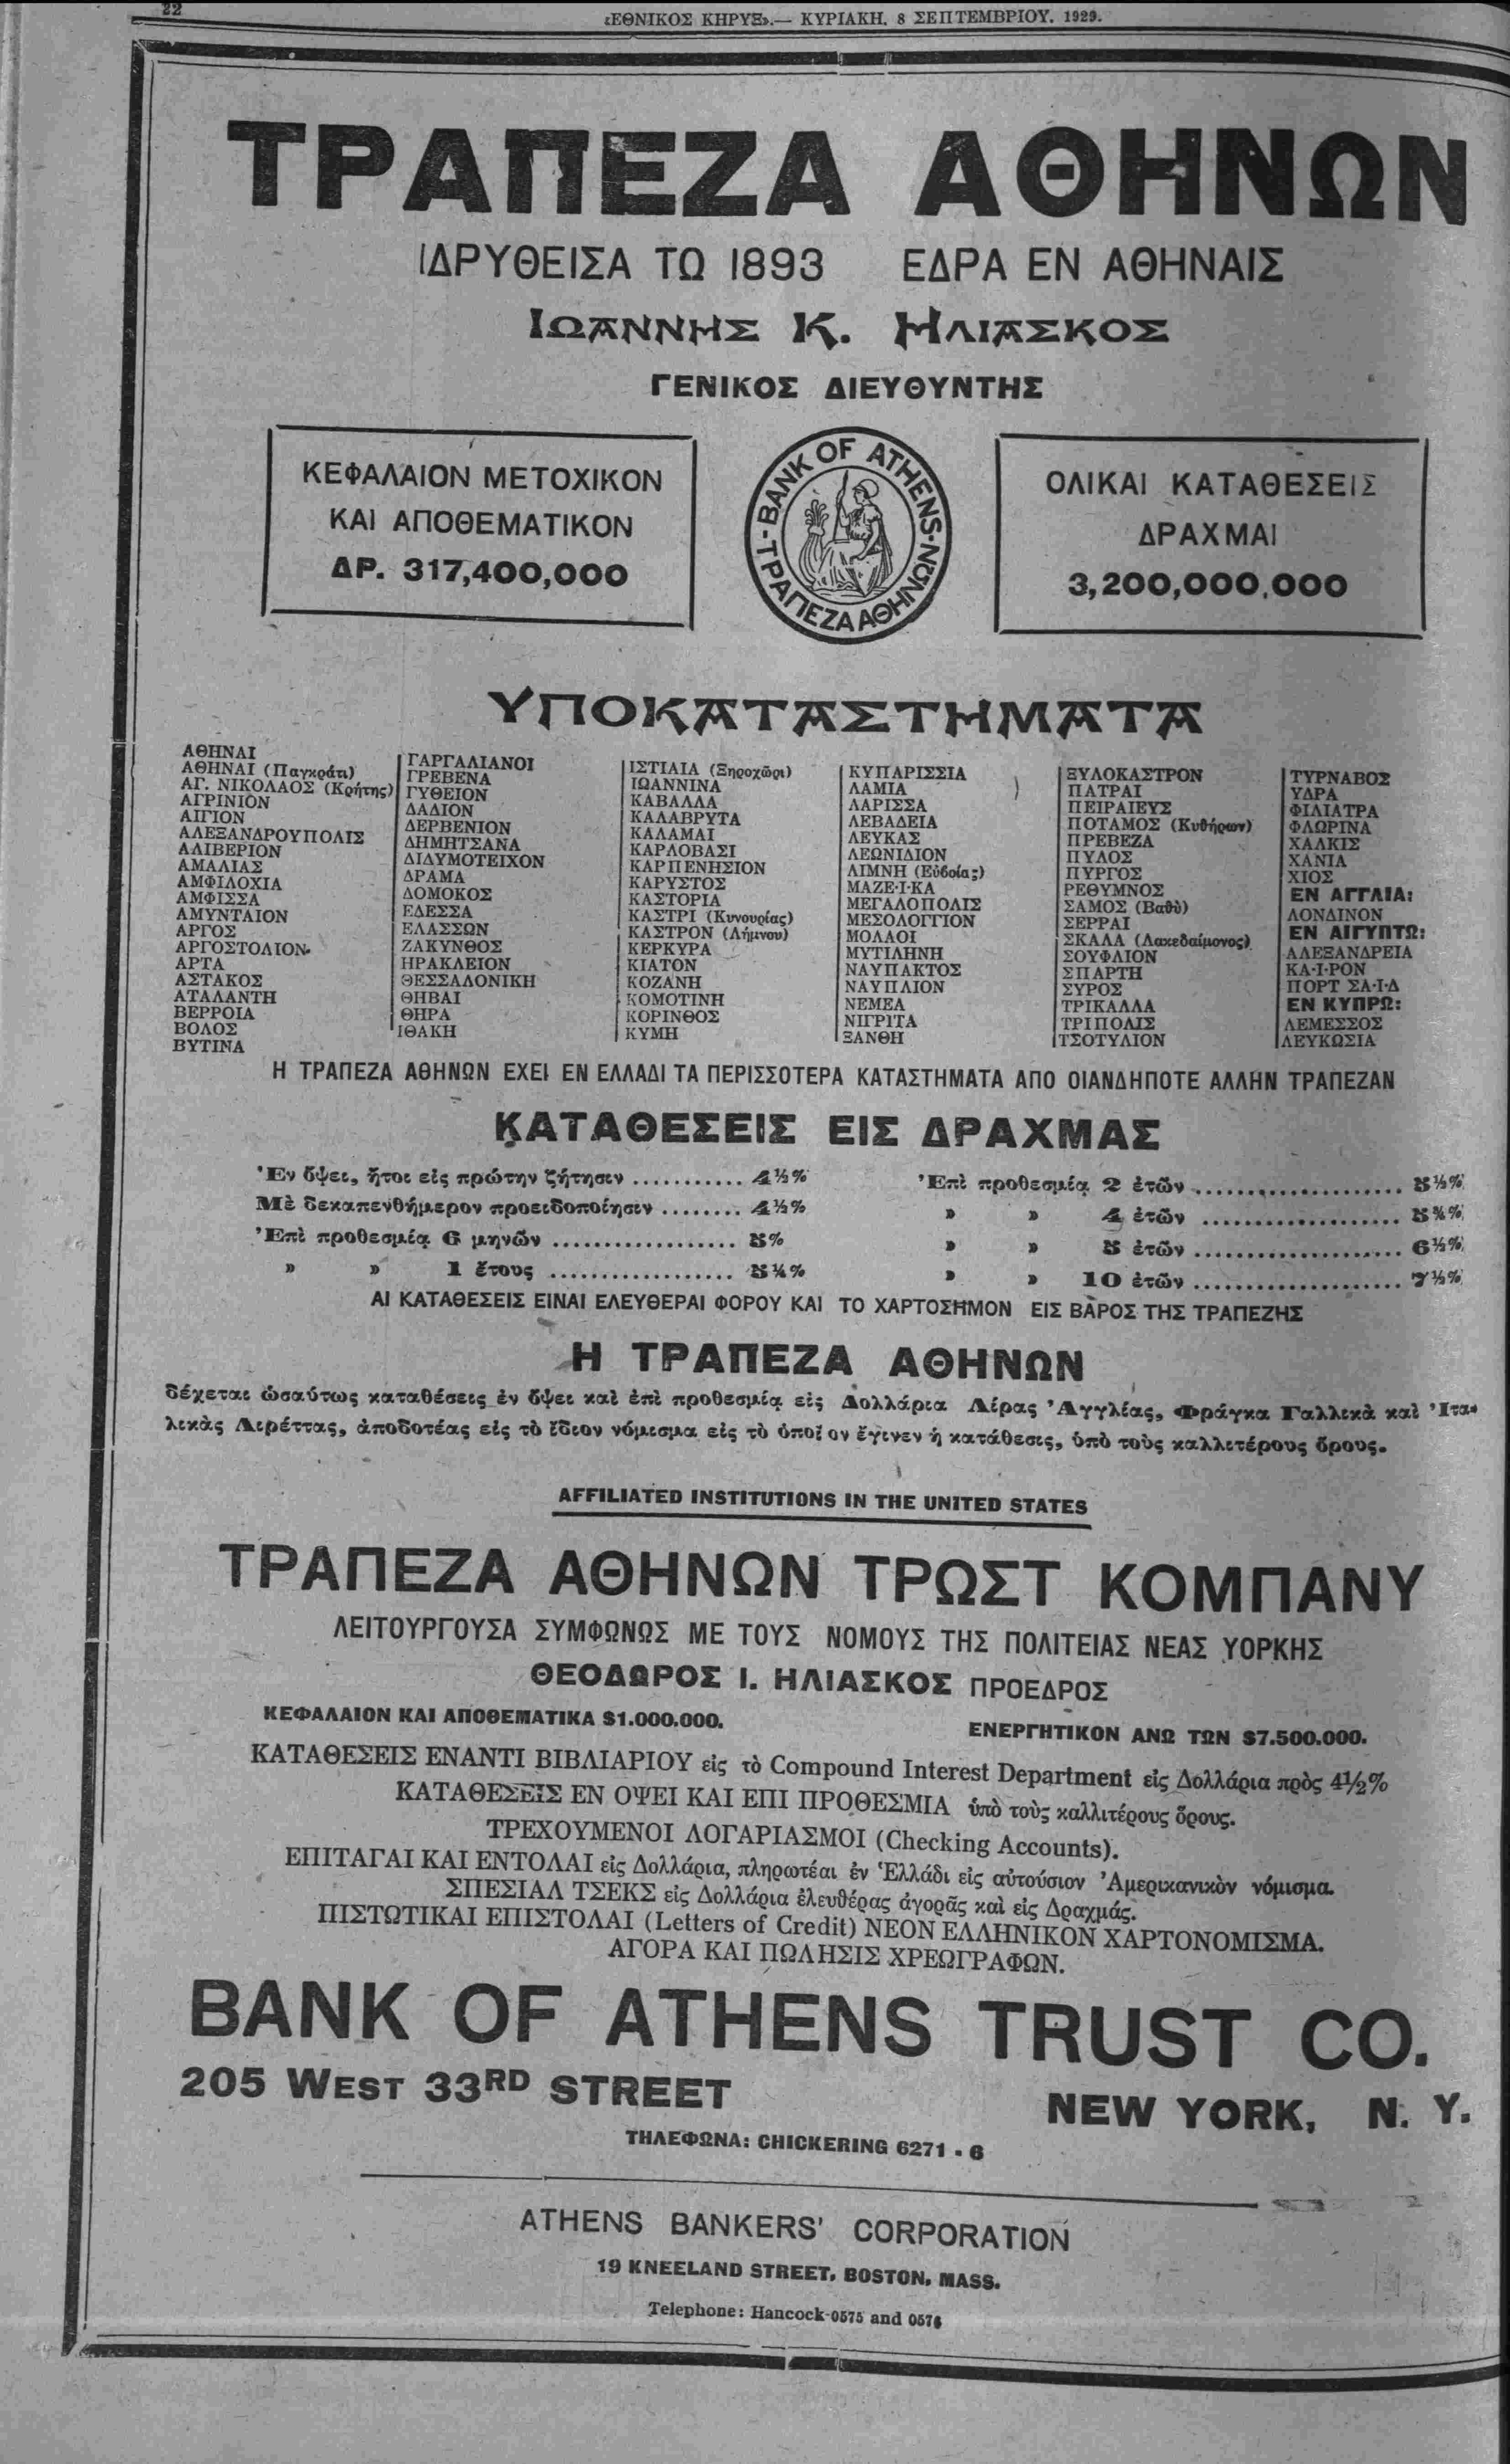 22
«ΕΘΝΙΚΟΣ ΚΗΡΥΞ».— ΚΥΡΙΑΚΗ, 8 ΣΕΠΤΕΜΒΡΙΟΥ, 1929.
ΤΡΑΠΕΖΑ ΑΘΗΝΩΝ
ΙΔΡΥΘΕΙΣΑ ΤΩ 1893 ΕΔΡΑ ΕΝ ΑΘΗΝΑΙΣ
ΙΩΑΝΝΗΣ Κ. ΗΛΙΑΣΚΟΣ
ΓΕΝΙΚΟΣ ΔΙΕΥΘΥΝΤΗΣ
ΚΕΦΑΛΑΙΟΝ ΜΕΤΟΧΙΚΟΝ
ΚΑΙ ΑΠΟΘΕΜΑΤΙΚΟΝ
ΔΡ. 317,400,000
BANK OF ATHENS
ΤΡΑΠΕΖΑ ΑΘΗΝΩΝ
ΟΛΙΚΑΙ ΚΑΤΑΘΕΣΕΙΣ
ΔΡΑΧΜΑΙ
3,200,000,000
ΥΠΟΚΑΤΑΣΤΗΜΑΤΑ
ΑΘΗΝΑΙ
ΑΘΗΝΑΙ (Παγκράτι)
ΑΓ. ΝΙΚΟΛΑΟΣ (Κρήτης)
ΑΓΡΙΝΙΟΝ
ΑΙΓΙΟΝ
ΑΛΕΞΑΝΔΡΟΥΠΟΛΙΣ
ΑΛΙΒΕΡΙΟΝ
ΑΜΑΛΙΑΣ
ΑΜΦΙΛΟΧΙΑ
ΑΜΦΙΣΣΑ
ΑΜΥΝΤΑΙΟΝ
ΑΡΓΟΣ
ΑΡΓΟΣΤΟΛΙΟΝ
ΑΡΤΑ
ΑΣΤΑΚΟΣ
ΑΤΑΛΑΝΤΗ
ΒΕΡΡΟΙΑ
ΒΟΛΟΣ
ΒΥΤΙΝΑ
ΓΑΡΓΑΛΙΑΝΟΙ
ΓΡΕΒΕΝΑ
ΓΥΘΕΙΟΝ
ΔΑΔΙΟΝ
ΔΕΡΒΕΝΙΟΝ
ΔΗΜΗΤΣΑΝΑ
ΔΙΔΥΜΟΤΕΙΧΟΝ
ΔΡΑΜΑ
ΔΟΜΟΚΟΣ
ΕΔΕΣΣΑ
ΕΛΑΣΣΩΝ
ΖΑΚΥΝΘΟΣ
ΗΡΑΚΛΕΙΟΝ
ΘΕΣΣΑΛΟΝΙΚΗ
ΘΗΒΑΙ
ΘΗΡΑ
ΙΘΑΚΗ
ΙΣΤΙΑΙΑ (Ξηροχῶρι)
ΙΩΑΝΝΙΝΑ
ΚΑΒΑΛΛΑ
ΚΑΛΑΒΡΥΤΑ
ΚΑΛΑΜΑΙ
ΚΑΡΛΟΒΑΣΙ
ΚΑΡΠΕΝΗΣΙΟΝ
ΚΑΡΥΣΤΟΣ
ΚΑΣΤΟΡΙΑ
ΚΑΣΤΡΙ (Κυνουρίας)
ΚΑΣΤΡΟΝ (Λήμνου)
ΚΕΡΚΥΡΑ
ΚΙΑΤΟΝ
ΚΟΖΑΝΗ
ΚΟΜΟΤΙΝΗ
ΚΟΡΙΝΘΟΣ
ΚΥΜΗ
ΚΥΠΑΡΙΣΣΙΑ
ΛΑΜΙΑ
ΛΑΡΙΣΣΑ
ΛΕΒΑΔΕΙΑ
ΛΕΥΚΑΣ
ΛΕΩΝΙΔΙΟΝ
ΛΙΜΝΗ (Εὐβοίας)
ΜΑΖΕ·Ι·ΚΑ
ΜΕΓΑΛΟΠΟΛΙΣ
ΜΕΣΟΛΟΓΓΙΟΝ
ΜΟΛΑΟΙ
ΜΥΤΙΛΗΝΗ
ΝΑΥΠΑΚΤΟΣ
ΝΑΥΠΛΙΟΝ
ΝΕΜΕΑ
ΝΙΓΡΙΤΑ
ΞΑΝΘΗ
ΞΥΛΟΚΑΣΤΡΟΝ
ΠΑΤΡΑΙ
ΠΕΙΡΑΙΕΥΣ
ΠΟΤΑΜΟΣ (Κυθήρων)
ΠΡΕΒΕΖΑ
ΠΥΛΟΣ
ΠΥΡΓΟΣ
ΡΕΘΥΜΝΟΣ
ΣΑΜΟΣ (Βαθὺ)
ΣΕΡΡΑΙ
ΣΚΑΛΑ (Λακεδαίμονος)
ΣΟΥΦΛΙΟΝ
ΣΠΑΡΤΗ
ΣΥΡΟΣ
ΤΡΙΚΑΛΛΑ
ΤΡΙΠΟΛΙΣ
ΤΣΟΤΥΛΙΟΝ
ΤΥΡΝΑΒΟΣ
ΥΔΡΑ
ΦΙΛΙΑΤΡΑ
ΦΛΩΡΙΝΑ
ΧΑΛΚΙΣ
ΧΑΝΙΑ
ΧΙΟΣ
ΕΝ ΑΓΓΛΙΑ:
ΛΟΝΔΙΝΟΝ
ΕΝ ΑΙΓΥΠΤΩ:
ΑΛΕΞΑΝΔΡΕΙΑ
ΚΑ·Ι·ΡΟΝ
ΠΟΡΤ ΣΑ·Ι·Δ
ΕΝ ΚΥΠΡΩ:
ΛΕΜΕΣΣΟΣ
ΛΕΥΚΩΣΙΑ
Η ΤΡΑΠΕΖΑ ΑΘΗΝΩΝ ΕΧΕΙ ΕΝ ΕΛΛΑΔΙ ΤΑ ΠΕΡΙΣΣΟΤΕΡΑ ΚΑΤΑΣΤΗΜΑΤΑ ΑΠΟ ΟΙΑΝΔΗΠΟΤΕ ΑΛΛΗΝ ΤΡΑΠΕΖΑΝ
ΚΑΤΑΘΕΣΕΙΣ ΕΙΣ ΔΡΑΧΜΑΣ
Ἐν ὄψει, ἤτοι εἰς πρώτην ζήτησιν ........... 4½%
Μὲ δεκαπενθήμερον προειδοποίησιν ........ 4½%
Ἐπὶ προθεσμίᾳ 6 μηνῶν .................. 5%
» » 1 ἔτους .................. 5¼%
Ἐπὶ προθεσμίᾳ 2 ἐτῶν ..................... 5½%
» » 4 ἐτῶν .................... 5¾%
» » 5 ἐτῶν ..................... 6½%
» » 10 ἐτῶν ..................... 7½%
ΑΙ ΚΑΤΑΘΕΣΕΙΣ ΕΙΝΑΙ ΕΛΕΥΘΕΡΑΙ ΦΟΡΟΥ ΚΑΙ ΤΟ ΧΑΡΤΟΣΗΜΟΝ ΕΙΣ ΒΑΡΟΣ ΤΗΣ ΤΡΑΠΕΖΗΣ
Η ΤΡΑΠΕΖΑ ΑΘΗΝΩΝ
δέχεται ὡσαύτως καταθέσεις ἐν ὄψει καὶ ἐπὶ προθεσμίᾳ εἰς Δολλάρια Λίρας Ἀγγλίας, Φράγκα Γαλλικὰ καὶ Ἰτα-
λικὰς Λιρέττας, ἀποδοτέας εἰς τὸ ἴδιον νόμισμα εἰς τὸ ὁποῖον ἔγινεν ἡ κατάθεσις, ὑπὸ τοὺς καλλιτέρους ὅρους.
AFFILIATED INSTITUTIONS IN THE UNITED STATES
ΤΡΑΠΕΖΑ ΑΘΗΝΩΝ ΤΡΩΣΤ ΚΟΜΠΑΝΥ
ΛΕΙΤΟΥΡΓΟΥΣΑ ΣΥΜΦΩΝΩΣ ΜΕ ΤΟΥΣ ΝΟΜΟΥΣ ΤΗΣ ΠΟΛΙΤΕΙΑΣ ΝΕΑΣ ΥΟΡΚΗΣ
ΘΕΟΔΩΡΟΣ Ι. ΗΛΙΑΣΚΟΣ ΠΡΟΕΔΡΟΣ
ΚΕΦΑΛΑΙΟΝ ΚΑΙ ΑΠΟΘΕΜΑΤΙΚΑ $1.000.000. ΕΝΕΡΓΗΤΙΚΟΝ ΑΝΩ ΤΩΝ $7.500.000.
ΚΑΤΑΘΕΣΕΙΣ ΕΝΑΝΤΙ ΒΙΒΛΙΑΡΙΟΥ εἰς τὸ Compound Interest Department εἰς Δολλάρια πρὸς 4½%
ΚΑΤΑΘΕΣΕΙΣ ΕΝ ΟΨΕΙ ΚΑΙ ΕΠΙ ΠΡΟΘΕΣΜΙΑ ὑπὸ τοὺς καλλιτέρους ὅρους.
ΤΡΕΧΟΥΜΕΝΟΙ ΛΟΓΑΡΙΑΣΜΟΙ (Checking Accounts).
ΕΠΙΤΑΓΑΙ ΚΑΙ ΕΝΤΟΛΑΙ εἰς Δολλάρια, πληρωτέαι ἐν Ἑλλάδι εἰς αὐτούσιον Ἀμερικανικὸν νόμισμα.
ΣΠΕΣΙΑΛ ΤΣΕΚΣ εἰς Δολλάρια ἐλευθέρας ἀγορᾶς καὶ εἰς Δραχμάς.
ΠΙΣΤΩΤΙΚΑΙ ΕΠΙΣΤΟΛΑΙ (Letters of Credit) ΝΕΟΝ ΕΛΛΗΝΙΚΟΝ ΧΑΡΤΟΝΟΜΙΣΜΑ.
ΑΓΟΡΑ ΚΑΙ ΠΩΛΗΣΙΣ ΧΡΕΩΓΡΑΦΩΝ.
BANK OF ATHENS TRUST CO.
205 WEST 33RD STREET
NEW YORK, N. Y.
ΤΗΛΕΦΩΝΑ: CHICKERING 6271 - 6
ATHENS BANKERS' CORPORATION
19 KNEELAND STREET, BOSTON, MASS.
Telephone: Hancock-0575 and 0576